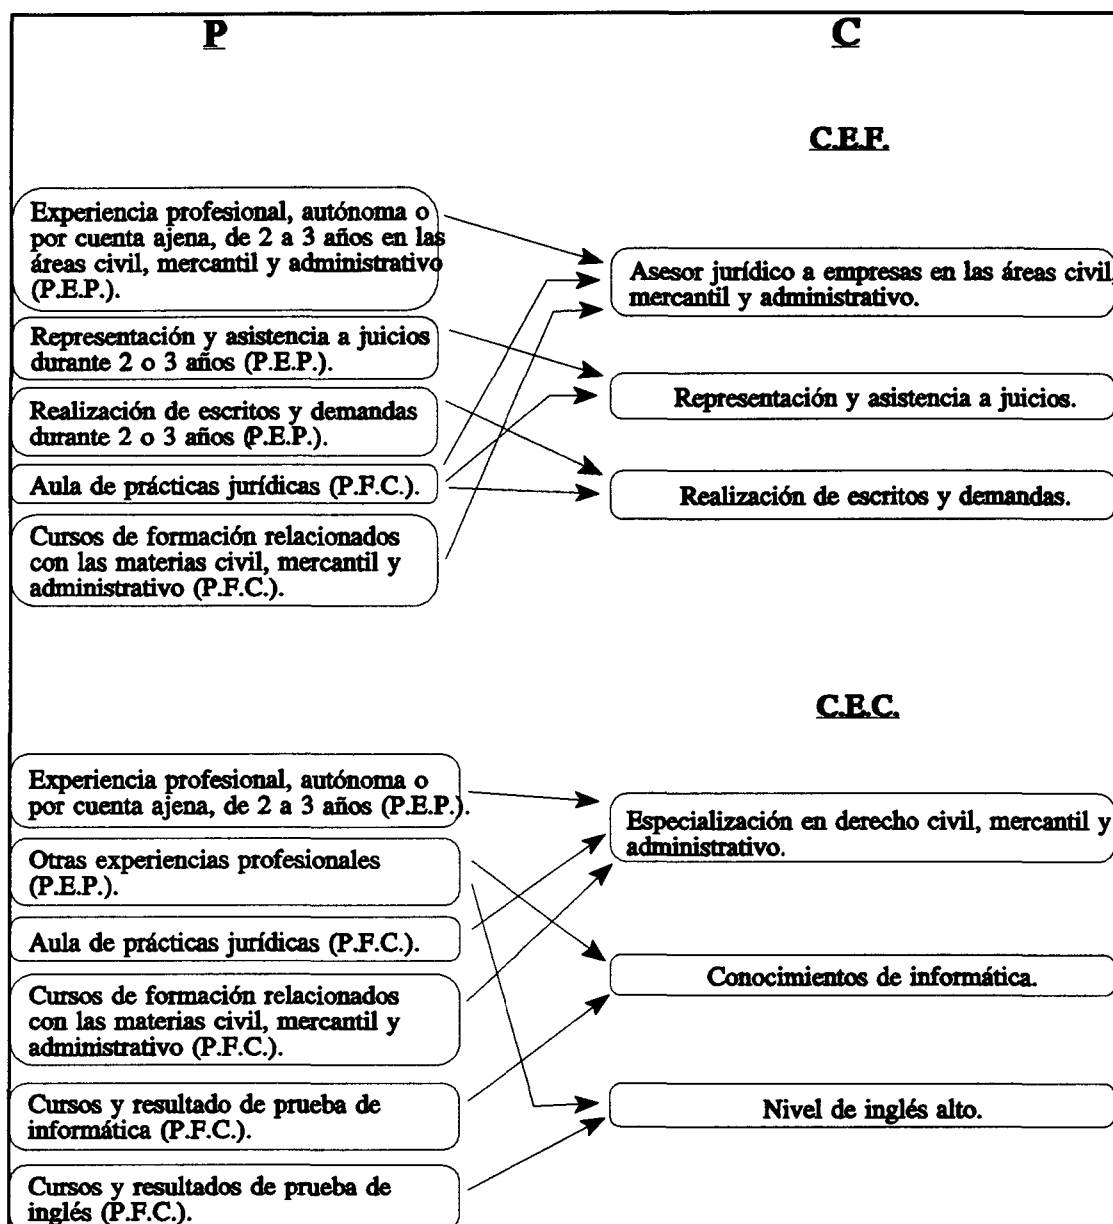 P
C
C.E.F.
Experiencia profesional, autónoma o
por cuenta ajena, de 2 a 3 años en las
áreas civil, mercantil y administrativo
(P.E.P.).
Representación y asistencia a juicios
durante 2 o 3 años (P.E.P.).
Realización de escritos y demandas
durante 2 o 3 años (P.E.P.).
Aula de prácticas jurídicas (P.F.C.).
Cursos de formación relacionados
con las materias civil, mercantil y
administrativo (P.F.C.).
Asesor jurídico a empresas en las áreas civil,
mercantil y administrativo.
Representación y asistencia a juicios.
Realización de escritos y demandas.
C.E.C.
Experiencia profesional, autónoma o
por cuenta ajena, de 2 a 3 años (P.E.P.).
Otras experiencias profesionales
(P.E.P.).
Aula de prácticas jurídicas (P.F.C.).
Cursos de formación relacionados
con las materias civil, mercantil y
administrativo (P.F.C.).
Cursos y resultado de prueba de
informática (P.F.C.).
Cursos y resultados de prueba de
inglés (P.F.C.).
Especialización en derecho civil, mercantil y
administrativo.
Conocimientos de informática.
Nivel de inglés alto.